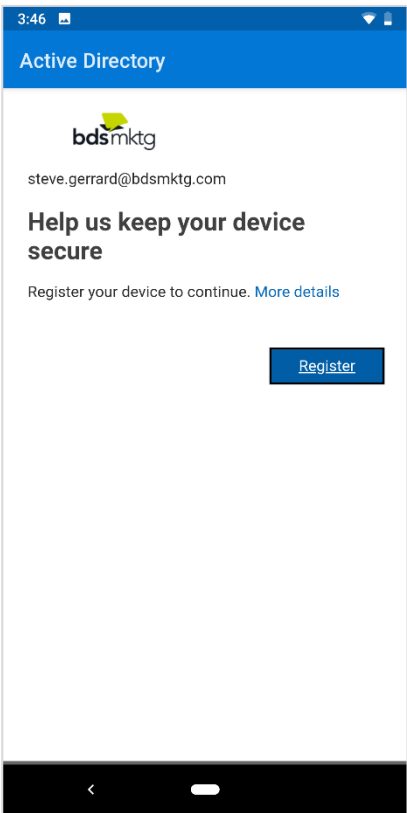 3:46
Active Directory
bdsmktg
steve.gerrard@bdsmktg.com
Help us keep your device
secure
Register your device to continue. More details
Register